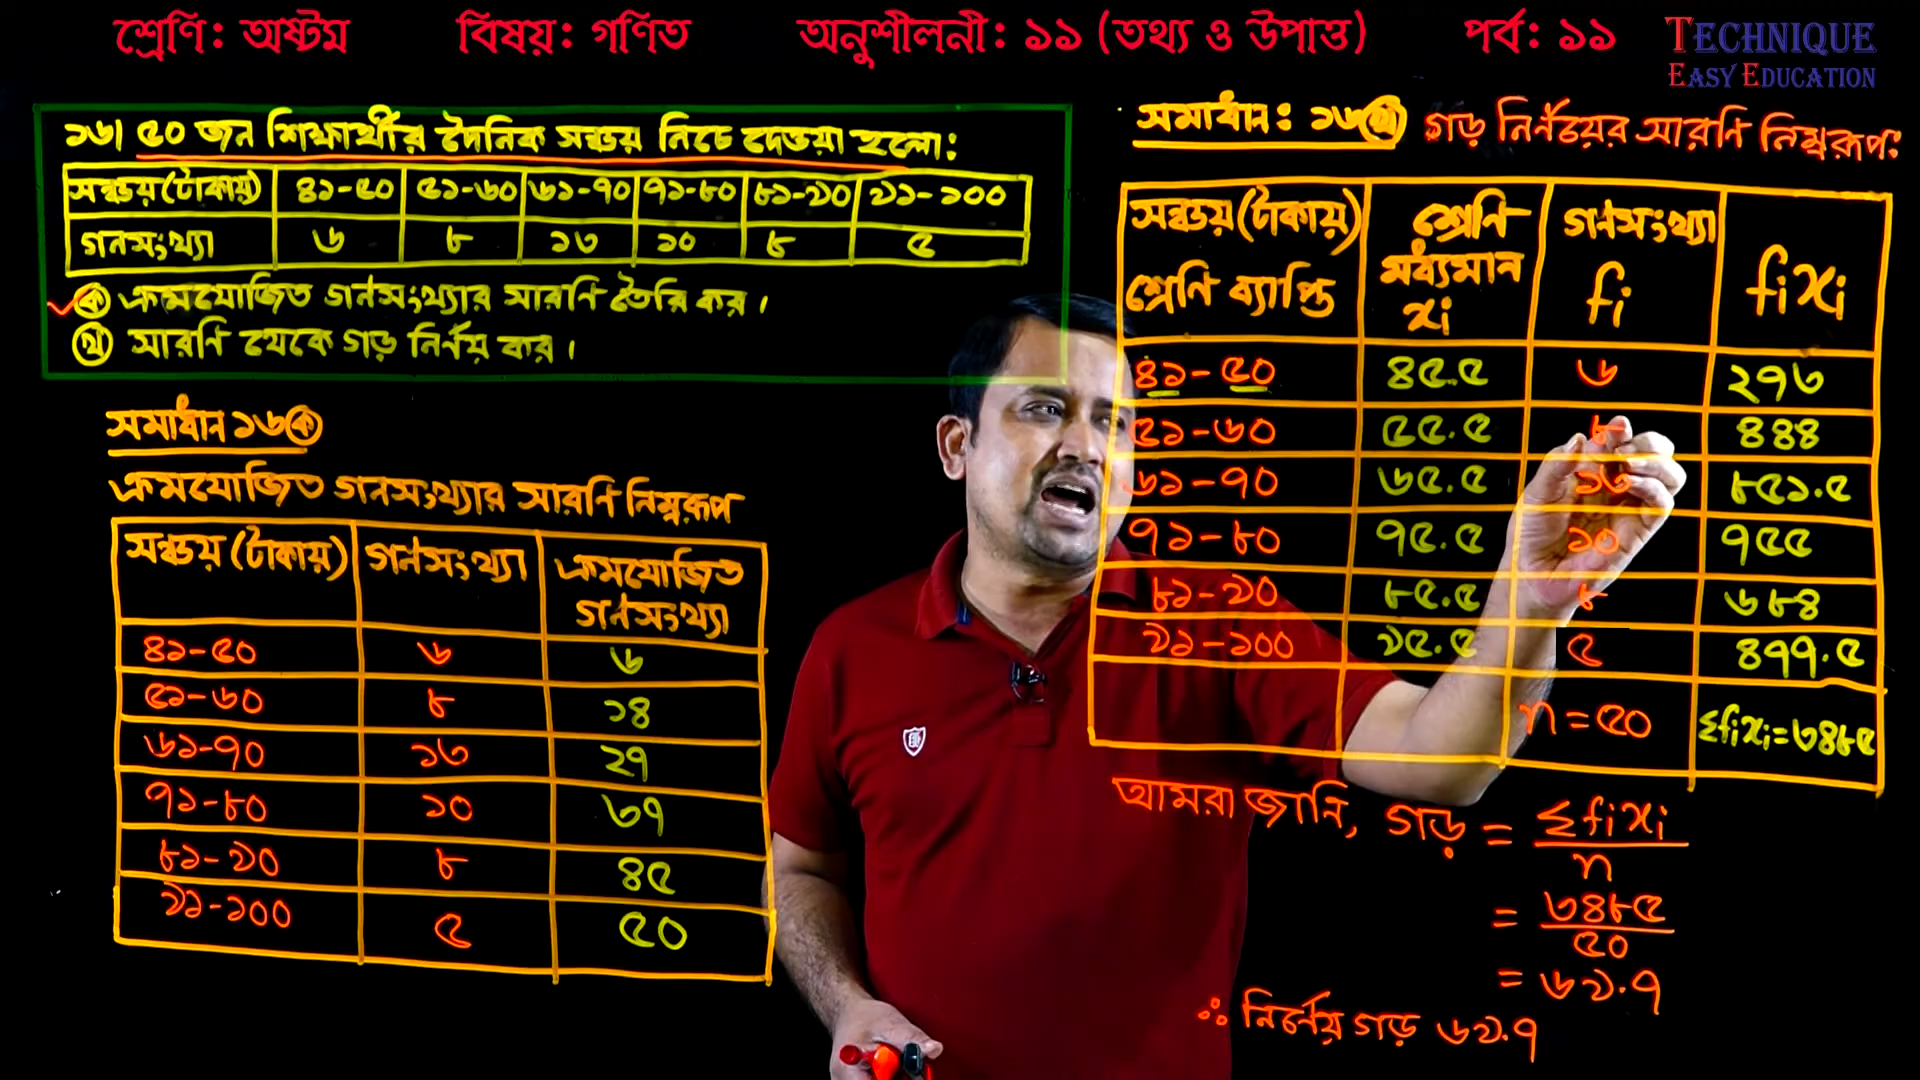 শ্রেণি: অষ্টম বিষয়: গণিত অনুশীলনী: ১১ (তথ্য ও উপাত্ত) পর্ব: ১১
TECHNIQUE
EASY EDUCATION
১৬। ৫০ জন শিক্ষার্থীর দৈনিক সঞ্চয় নিচে দেওয়া হলো:
সঞ্চয় (টাকায়) ৪১-৫০ ৫১-৬০ ৬১-৭০ ৭১-৮০ ৮১-৯০ ৯১-১০০
গনসংখ্যা ৬ ৮ ১৩ ১০ ৮ ৫
ক ক্রমযোজিত গনসংখ্যার সারণি তৈরি কর।
খ সারণি থেকে গড় নির্ণয় কর।
সমাধান ১৬ ক
ক্রমযোজিত গনসংখ্যার সারণি নিম্নরূপ
সঞ্চয় (টাকায়) গনসংখ্যা ক্রমযোজিত গনসংখ্যা
৪১-৫০ ৬ ৬
৫১-৬০ ৮ ১৪
৬১-৭০ ১৩ ২৭
৭১-৮০ ১০ ৩৭
৮১-৯০ ৮ ৪৫
৯১-১০০ ৫ ৫০
সমাধান: ১৬ খ গড় নির্ণয়ের সারণি নিম্নরূপ:
সঞ্চয় (টাকায়) শ্রেণি গনসংখ্যা
শ্রেণি ব্যাপ্তি মধ্যমান xi fi fixi
৪১-৫০ ৪৫.৫ ৬ ২৭৩
৫১-৬০ ৫৫.৫ ৮ ৪৪৪
৬১-৭০ ৬৫.৫ ১৩ ৮৫১.৫
৭১-৮০ ৭৫.৫ ১০ ৭৫৫
৮১-৯০ ৮৫.৫ ৮ ৬৮৪
৯১-১০০ ৯৫.৫ ৫ ৪৭৭.৫
n = ৫০ Σfixi = ৩৪৮৫
আমরা জানি, গড় = Σfixi / n
= ৩৪৮৫ / ৫০
= ৬৯.৭
∴ নির্ণেয় গড় ৬৯.৭